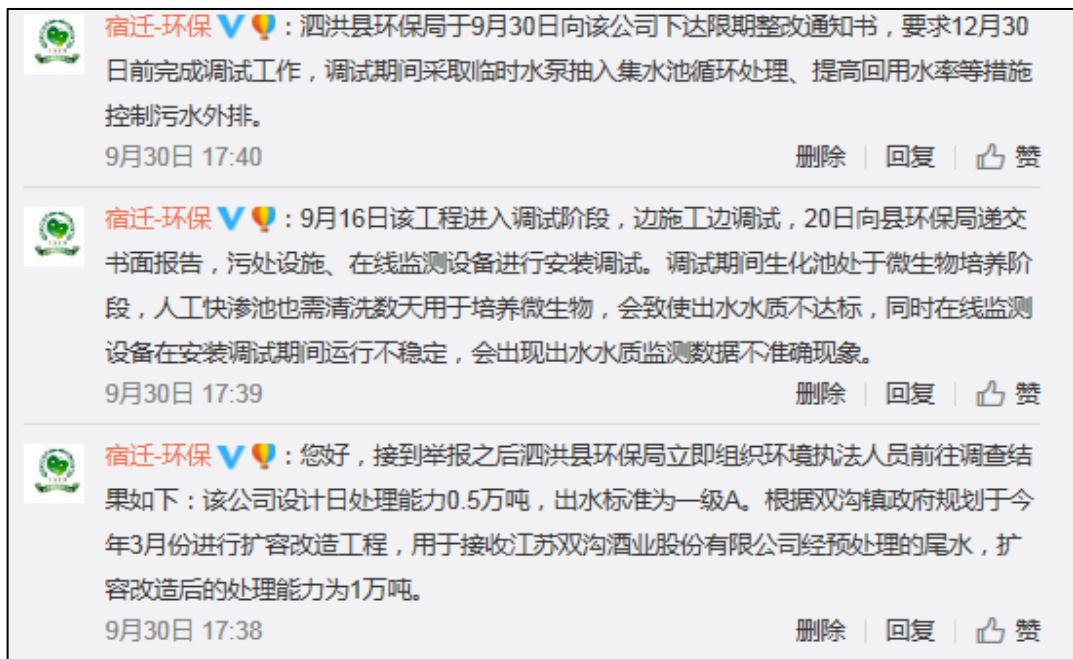 宿迁-环保：泗洪县环保局于9月30日向该公司下达限期整改通知书，要求12月30
日前完成调试工作，调试期间采取临时水泵抽入集水池循环处理、提高回用水率等措施
控制污水外排。
9月30日 17:40 删除 回复 赞
宿迁-环保：9月16日该工程进入调试阶段，边施工边调试，20日向县环保局递交
书面报告，污处设施、在线监测设备进行安装调试。调试期间生化池处于微生物培养阶
段，人工快渗池也需清洗数天用于培养微生物，会致使出水水质不达标，同时在线监测
设备在安装调试期间运行不稳定，会出现出水水质监测数据不准确现象。
9月30日 17:39 删除 回复 赞
宿迁-环保：您好，接到举报之后泗洪县环保局立即组织环境执法人员前往调查结
果如下：该公司设计日处理能力0.5万吨，出水标准为一级A。根据双沟镇政府规划于今
年3月份进行扩容改造工程，用于接收江苏双沟酒业股份有限公司经预处理的尾水，扩
容改造后的处理能力为1万吨。
9月30日 17:38 删除 回复 赞